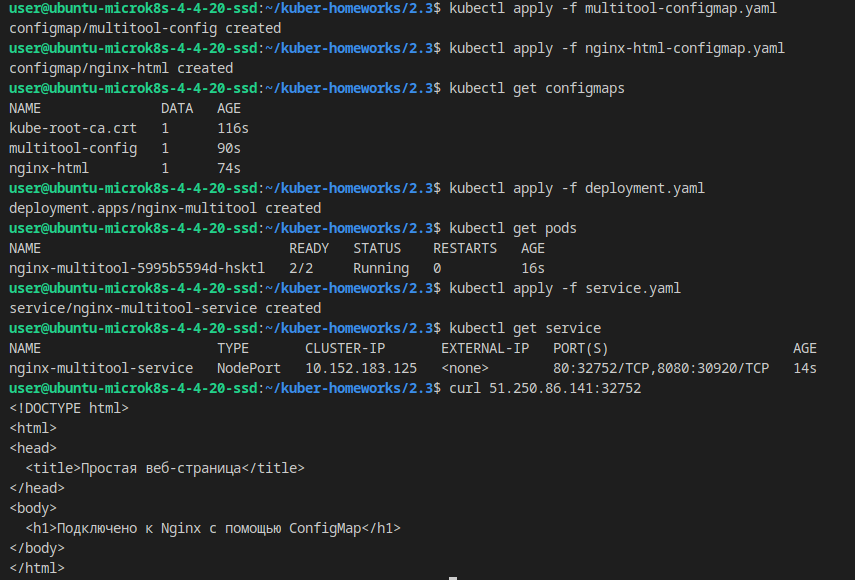 user@ubuntu-microk8s-4-4-20-ssd:~/kuber-homeworks/2.3$ kubectl apply -f multitool-configmap.yaml
configmap/multitool-config created
user@ubuntu-microk8s-4-4-20-ssd:~/kuber-homeworks/2.3$ kubectl apply -f nginx-html-configmap.yaml
configmap/nginx-html created
user@ubuntu-microk8s-4-4-20-ssd:~/kuber-homeworks/2.3$ kubectl get configmaps
NAME               DATA   AGE
kube-root-ca.crt   1      116s
multitool-config   1      90s
nginx-html         1      74s
user@ubuntu-microk8s-4-4-20-ssd:~/kuber-homeworks/2.3$ kubectl apply -f deployment.yaml
deployment.apps/nginx-multitool created
user@ubuntu-microk8s-4-4-20-ssd:~/kuber-homeworks/2.3$ kubectl get pods
NAME                               READY   STATUS    RESTARTS   AGE
nginx-multitool-5995b5594d-hsktl   2/2     Running   0          16s
user@ubuntu-microk8s-4-4-20-ssd:~/kuber-homeworks/2.3$ kubectl apply -f service.yaml
service/nginx-multitool-service created
user@ubuntu-microk8s-4-4-20-ssd:~/kuber-homeworks/2.3$ kubectl get service
NAME                      TYPE       CLUSTER-IP       EXTERNAL-IP   PORT(S)                       AGE
nginx-multitool-service   NodePort   10.152.183.125   <none>        80:32752/TCP,8080:30920/TCP   14s
user@ubuntu-microk8s-4-4-20-ssd:~/kuber-homeworks/2.3$ curl 51.250.86.141:32752
<!DOCTYPE html>
<html>
<head>
  <title>Простая веб-страница</title>
</head>
<body>
  <h1>Подключено к Nginx с помощью ConfigMap</h1>
</body>
</html>